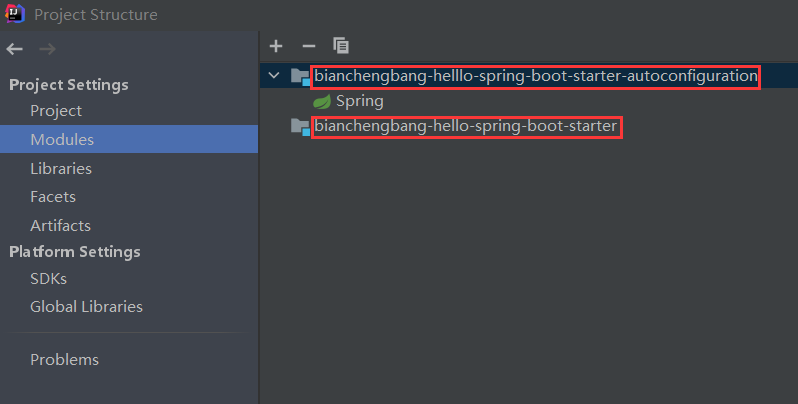 Project Structure
Project Settings
Project
Modules
Libraries
Facets
Artifacts
Platform Settings
SDKs
Global Libraries
Problems
bianchengbang-helllo-spring-boot-starter-autoconfiguration
Spring
bianchengbang-hello-spring-boot-starter